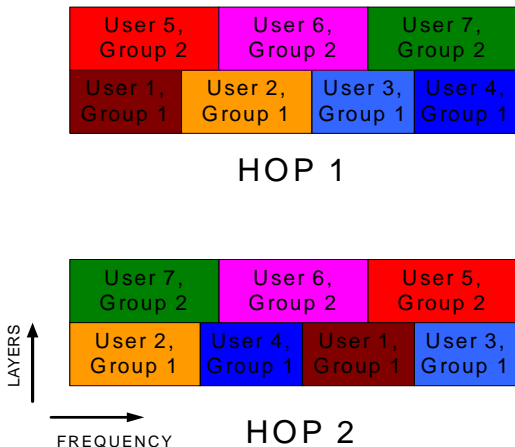 User 5, User 6, User 7,
Group 2 Group 2 Group 2
User 1, User 2, User 3, User 4,
Group 1 Group 1 Group 1 Group 1
HOP 1
User 7, User 6, User 5,
Group 2 Group 2 Group 2
User 2, User 4, User 1, User 3,
Group 1 Group 1 Group 1 Group 1
LAYERS
FREQUENCY
HOP 2